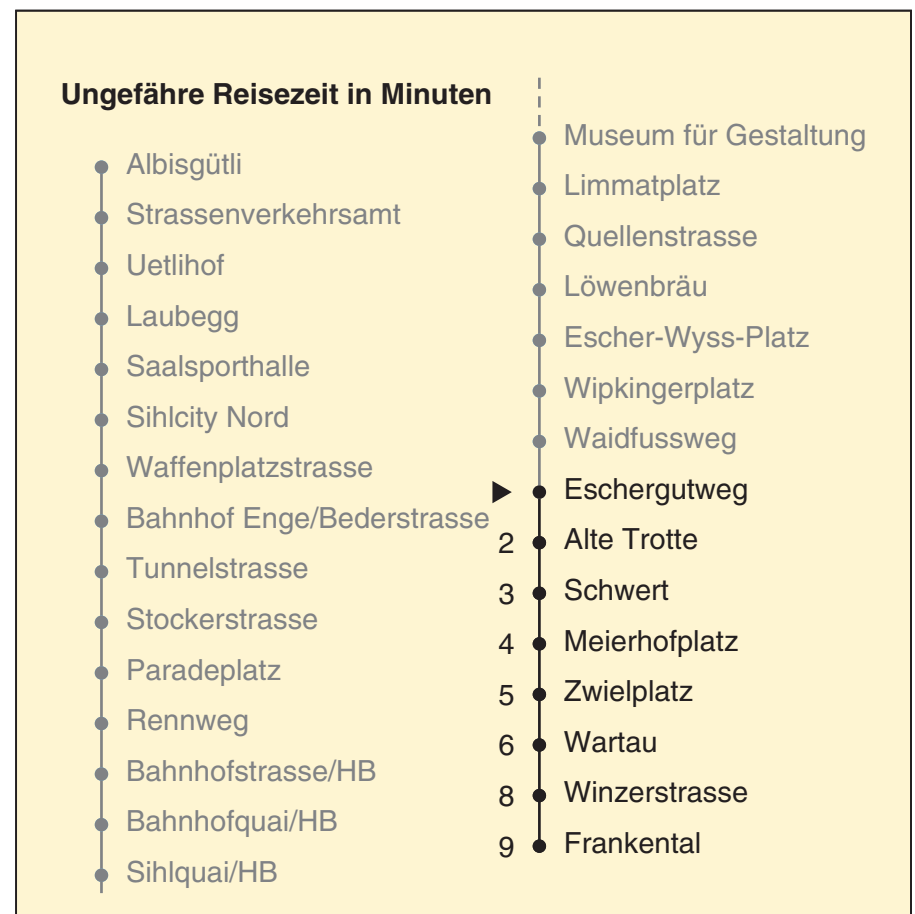 Ungefähre Reisezeit in Minuten
Albisgütli
Strassenverkehrsamt
Uetlihof
Laubegg
Saalsporthalle
Sihlcity Nord
Waffenplatzstrasse
Bahnhof Enge/Bederstrasse
Tunnelstrasse
Stockerstrasse
Paradeplatz
Rennweg
Bahnhofstrasse/HB
Bahnhofquai/HB
Sihlquai/HB
Museum für Gestaltung
Limmatplatz
Quellenstrasse
Löwenbräu
Escher-Wyss-Platz
Wipkingerplatz
Waidfussweg
Eschergutweg
2 Alte Trotte
3 Schwert
4 Meierhofplatz
5 Zwielplatz
6 Wartau
8 Winzerstrasse
9 Frankental